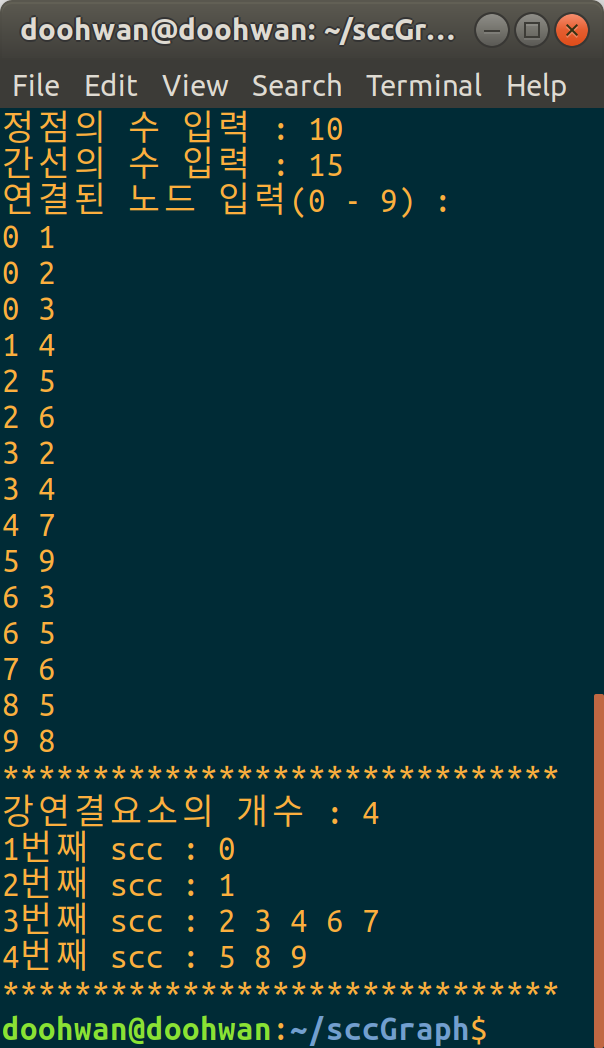 doohwan@doohwan: ~/sccGr...
File Edit View Search Terminal Help
정점의 수 입력 : 10
간선의 수 입력 : 15
연결된 노드 입력(0 - 9) :
0 1
0 2
0 3
1 4
2 5
2 6
3 2
3 4
4 7
5 9
6 3
6 5
7 6
8 5
9 8
*******************************
강연결요소의 개수 : 4
1번째 scc : 0
2번째 scc : 1
3번째 scc : 2 3 4 6 7
4번째 scc : 5 8 9
*******************************
doohwan@doohwan:~/sccGraph$